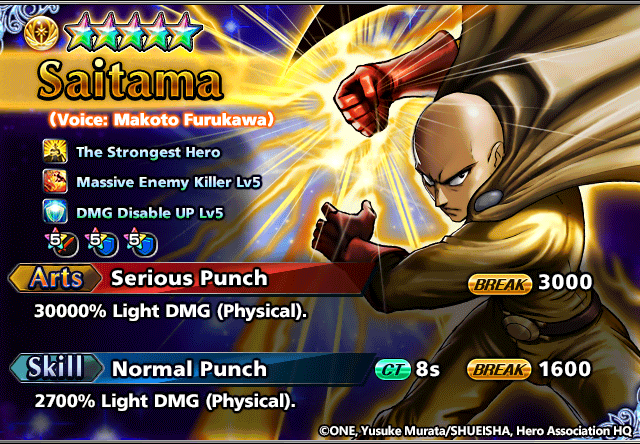 Saitama
(Voice: Makoto Furukawa)
The Strongest Hero
Massive Enemy Killer Lv5
DMG Disable UP Lv5
5 5 5
Arts Serious Punch BREAK 3000
30000% Light DMG (Physical).
Skill Normal Punch CT 8s BREAK 1600
2700% Light DMG (Physical).
©ONE, Yusuke Murata/SHUEISHA, Hero Association HQ